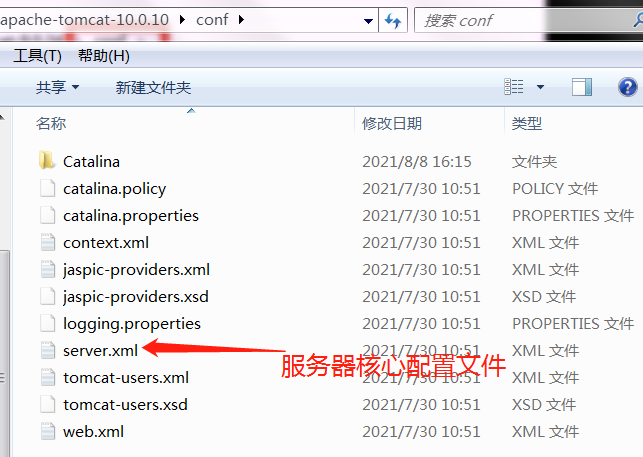 apache-tomcat-10.0.10 ▸ conf ▸ 搜索 conf
工具(T) 帮助(H)
共享 新建文件夹
名称 修改日期 类型
Catalina 2021/8/8 16:15 文件夹
catalina.policy 2021/7/30 10:51 POLICY 文件
catalina.properties 2021/7/30 10:51 PROPERTIES 文件
context.xml 2021/7/30 10:51 XML 文件
jaspic-providers.xml 2021/7/30 10:51 XML 文件
jaspic-providers.xsd 2021/7/30 10:51 XSD 文件
logging.properties 2021/7/30 10:51 PROPERTIES 文件
server.xml 2021/7/30 10:51 XML 文件
服务器核心配置文件
tomcat-users.xml 2021/7/30 10:51 XML 文件
tomcat-users.xsd 2021/7/30 10:51 XSD 文件
web.xml 2021/7/30 10:51 XML 文件